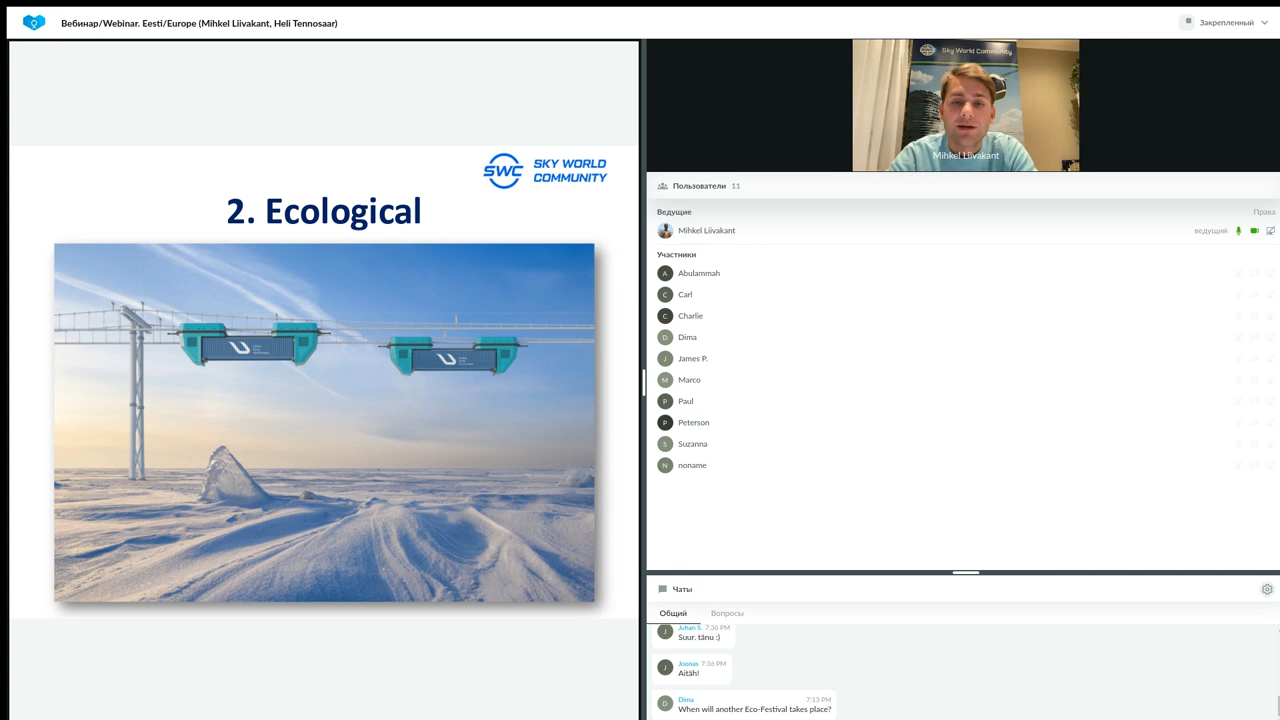 Вебинар/Webinar. Eesti/Europe (Mihkel Liivakant, Heli Tennosaar)
Закрепленный
SWC SKY WORLD
COMMUNITY
2. Ecological
Sky World Community
Mihkel Liivakant
Пользователи 11
Ведущие Права
Mihkel Liivakant ведущий
Участники
A Abulammah
C Carl
C Charlie
D Dima
J James P.
M Marco
P Paul
P Peterson
S Suzanna
N noname
Чаты
Общий Вопросы
J Juhan S. 7:36 PM
Suur. tänu :)
J Joonas 7:36 PM
Aitäh!
D Dima 7:13 PM
When will another Eco-Festival takes place?